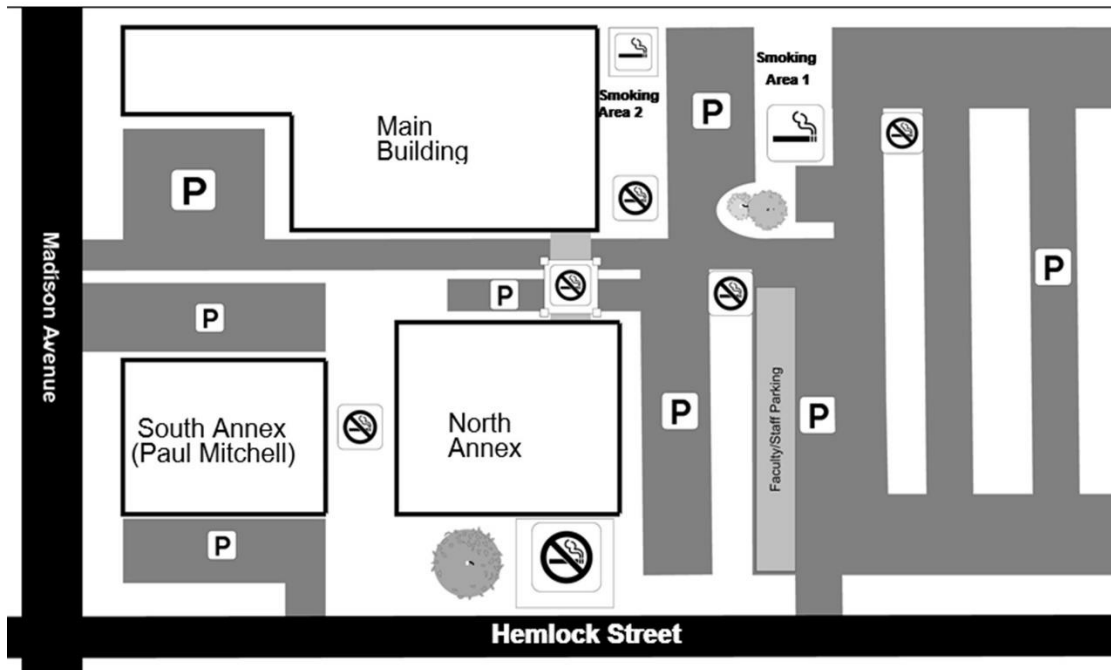 Smoking
Area 1
Smoking
Area 2
P
P
Main
Building
P
Madison Avenue
P
P
P
South Annex
(Paul Mitchell)
North
Annex
P
Faculty/Staff Parking
P
P
Hemlock Street